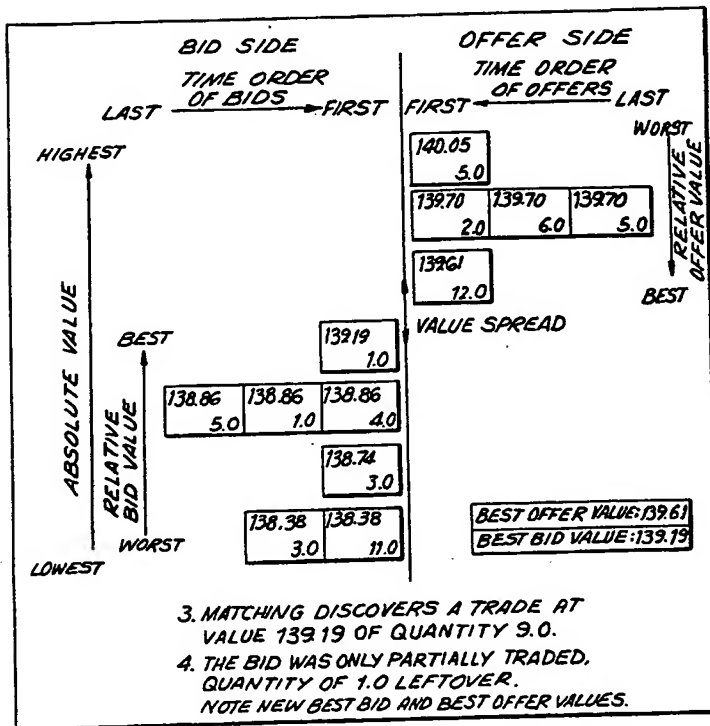 BID SIDE
OFFER SIDE
TIME ORDER
OF BIDS
LAST
FIRST
TIME ORDER
OF OFFERS
FIRST
LAST
WORST
HIGHEST
140.05
5.0
139.70
2.0
139.70
6.0
139.70
5.0
RELATIVE
OFFER VALUE
139.61
12.0
BEST
VALUE SPREAD
ABSOLUTE VALUE
BEST
RELATIVE
BID VALUE
139.19
1.0
138.86
5.0
138.86
1.0
138.86
4.0
138.74
3.0
138.38
3.0
138.38
11.0
WORST
LOWEST
BEST OFFER VALUE:139.61
BEST BID VALUE:139.19
3. MATCHING DISCOVERS A TRADE AT
VALUE 139.19 OF QUANTITY 9.0.
4. THE BID WAS ONLY PARTIALLY TRADED,
QUANTITY OF 1.0 LEFTOVER.
NOTE NEW BEST BID AND BEST OFFER VALUES.